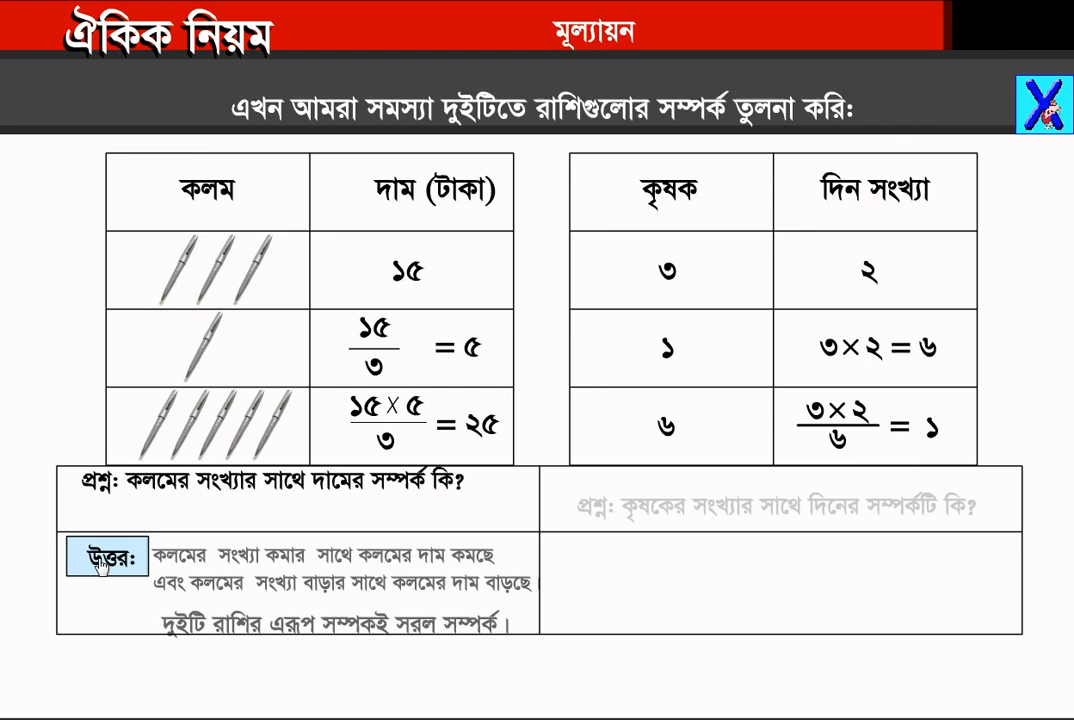 ঐকিক নিয়ম
মূল্যায়ন
এখন আমরা সমস্যা দুইটিতে রাশিগুলোর সম্পর্ক তুলনা করি:
কলম দাম (টাকা)
১৫
১৫/৩ = ৫
১৫ × ৫/৩ = ২৫
কৃষক দিন সংখ্যা
৩ ২
১ ৩ × ২ = ৬
৬ ৩ × ২/৬ = ১
প্রশ্ন: কলমের সংখ্যার সাথে দামের সম্পর্ক কি?
প্রশ্ন: কৃষকের সংখ্যার সাথে দিনের সম্পর্কটি কি?
উত্তর: কলমের সংখ্যা কমার সাথে কলমের দাম কমছে
এবং কলমের সংখ্যা বাড়ার সাথে কলমের দাম বাড়ছে।
দুইটি রাশির এরূপ সম্পকই সরল সম্পর্ক।